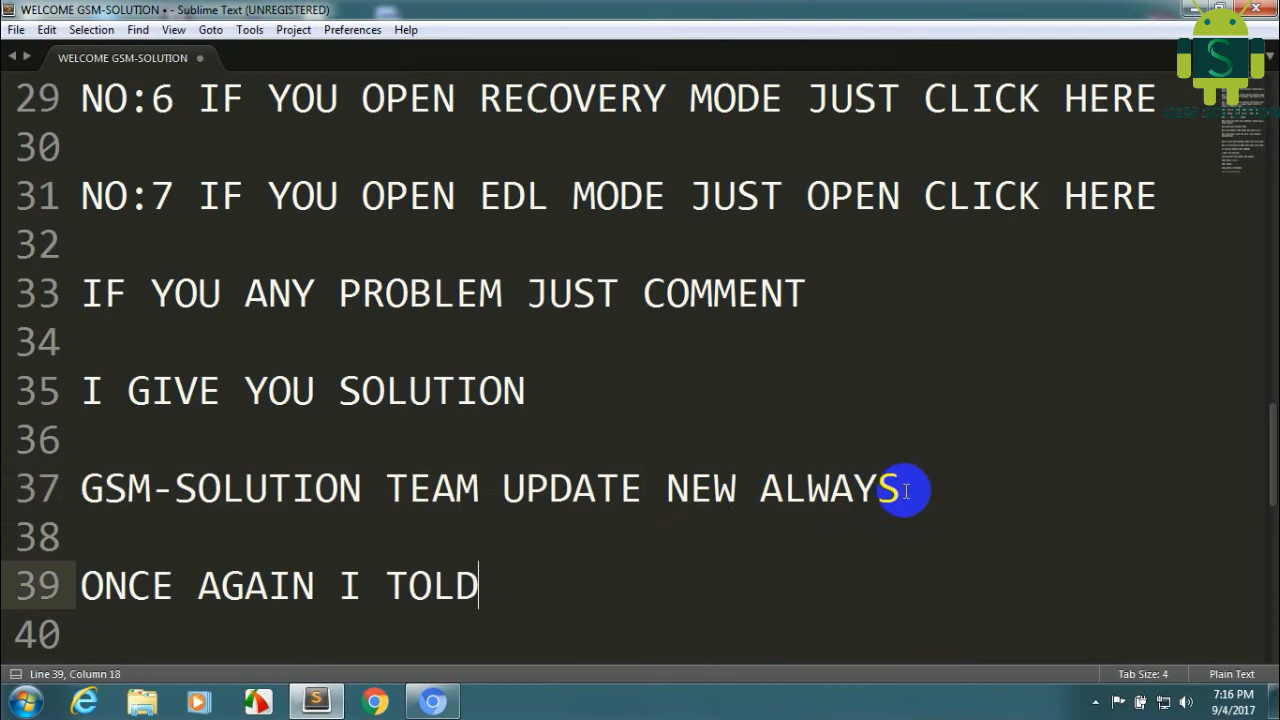 WELCOME GSM-SOLUTION • - Sublime Text (UNREGISTERED)
File Edit Selection Find View Goto Tools Project Preferences Help
WELCOME GSM-SOLUTION
S
29 NO:6 IF YOU OPEN RECOVERY MODE JUST CLICK HERE
30
31 NO:7 IF YOU OPEN EDL MODE JUST OPEN CLICK HERE
32
33 IF YOU ANY PROBLEM JUST COMMENT
34
35 I GIVE YOU SOLUTION
36
37 GSM-SOLUTION TEAM UPDATE NEW ALWAYS
38
39 ONCE AGAIN I TOLD
40
Line 39, Column 18 Tab Size: 4 Plain Text
7:16 PM
9/4/2017